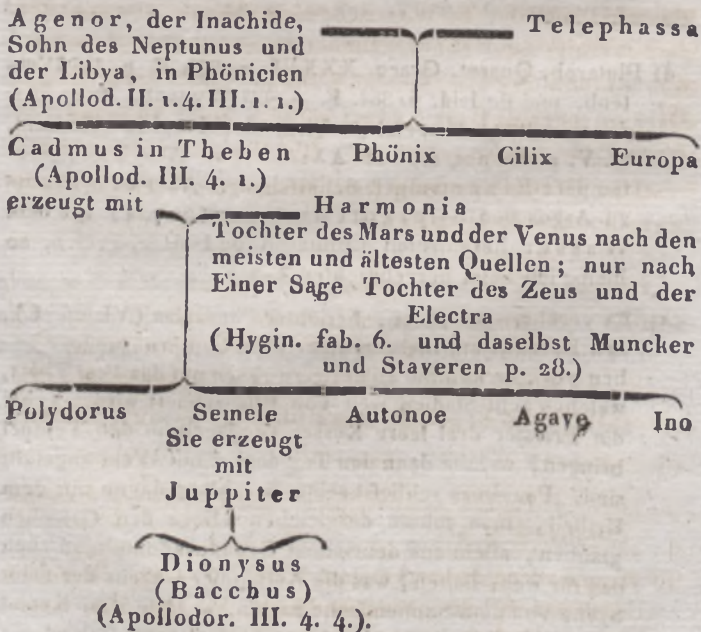 Agenor, der Inachide,
Sohn des Neptunus und
der Libya, in Phönicien
(Apollod. II. 1. 4. III. 1. 1.)
Telephassa
Cadmus in Theben Phönix Cilix Europa
(Apollod. III. 4. 1.)
erzeugt mit Harmonia
Tochter des Mars und der Venus nach den
meisten und ältesten Quellen; nur nach
Einer Sage Tochter des Zeus und der
Electra
(Hygin. fab. 6. und daselbst Muncker
und Staveren p. 28.)
Polydorus Semele Autonoe Agave Ino
Sie erzeugt
mit
Juppiter
Dionysus
(Bacchus)
(Apollodor. III. 4. 4.).